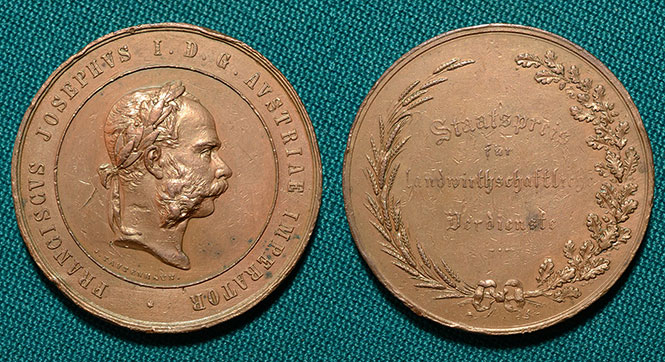 FRANCISCVS JOSEPHVS I. D. G. AVSTRIAE IMPERATOR
Staatspreis
für
landwirthschaftliche
Verdienste